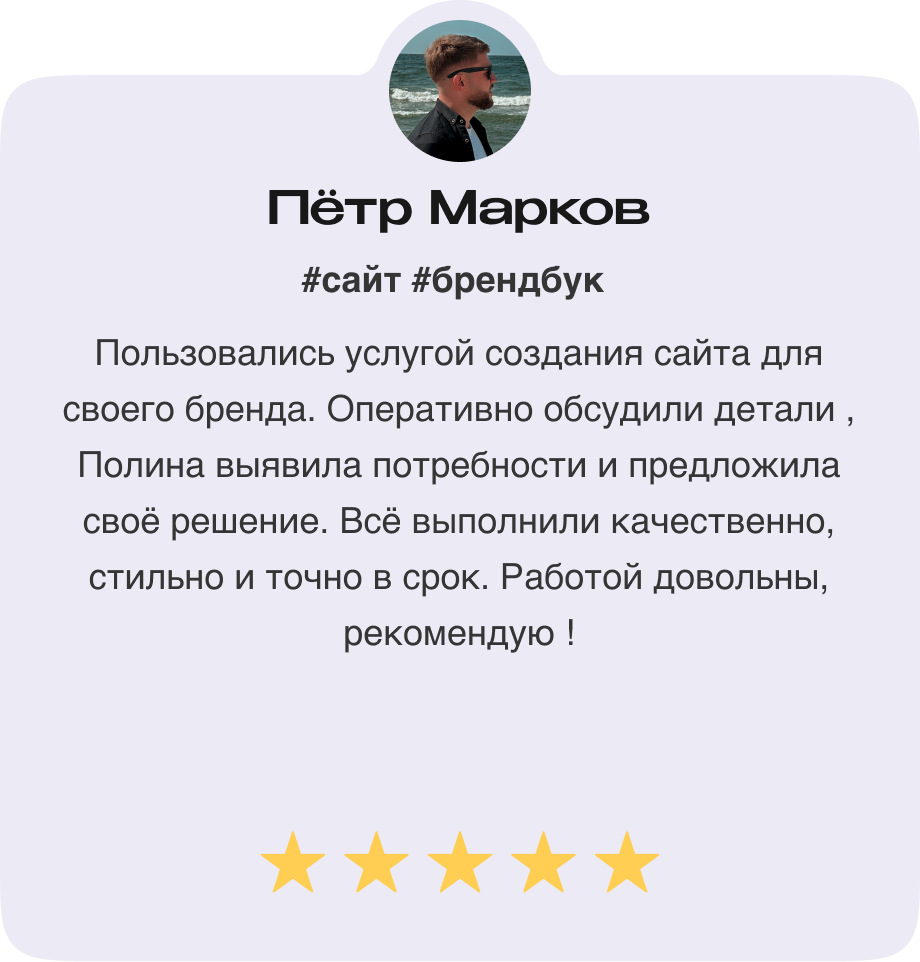 Пётр Марков
#сайт #брендбук
Пользовались услугой создания сайта для
своего бренда. Оперативно обсудили детали ,
Полина выявила потребности и предложила
своё решение. Всё выполнили качественно,
стильно и точно в срок. Работой довольны,
рекомендую !